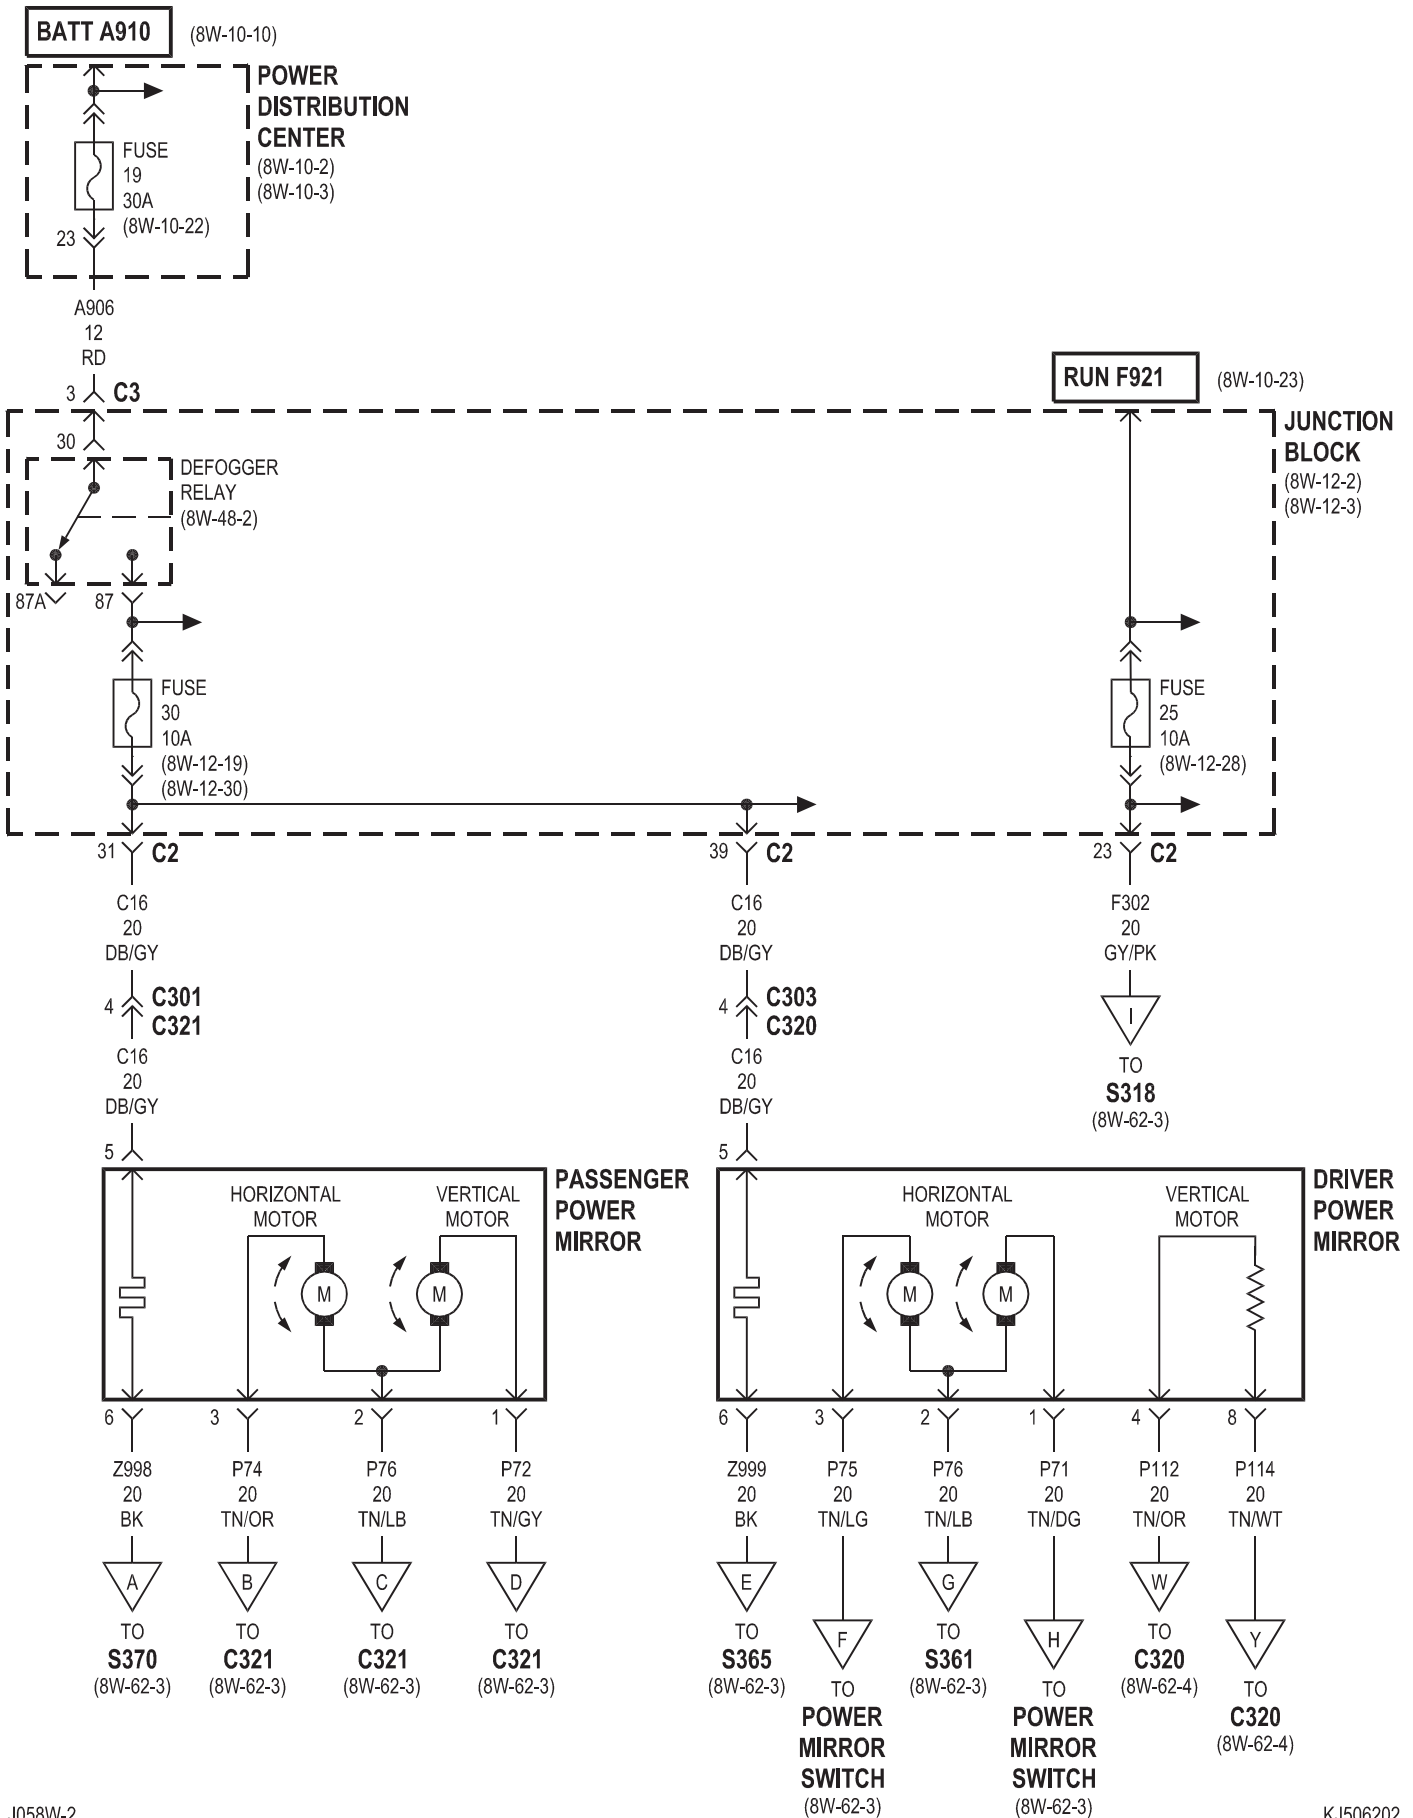 BATT A910 (8W-10-10)
POWER
DISTRIBUTION
CENTER
(8W-10-2)
(8W-10-3)
FUSE
19
30A
(8W-10-22)
23
A906
12
RD
3 C3
RUN F921 (8W-10-23)
JUNCTION
BLOCK
(8W-12-2)
(8W-12-3)
30
DEFOGGER
RELAY
(8W-48-2)
87A 87
FUSE
30
10A
(8W-12-19)
(8W-12-30)
FUSE
25
10A
(8W-12-28)
31 C2
39 C2
23 C2
C16
20
DB/GY
C16
20
DB/GY
F302
20
GY/PK
4 C301
C321
4 C303
C320
I
TO
S318
(8W-62-3)
C16
20
DB/GY
C16
20
DB/GY
5
5
PASSENGER
POWER
MIRROR
HORIZONTAL
MOTOR
VERTICAL
MOTOR
M M
DRIVER
POWER
MIRROR
HORIZONTAL
MOTOR
VERTICAL
MOTOR
M M
6 3 2 1
6 3 2 1 4 8
Z998
20
BK
A
TO
S370
(8W-62-3)
P74
20
TN/OR
B
TO
C321
(8W-62-3)
P76
20
TN/LB
C
TO
C321
(8W-62-3)
P72
20
TN/GY
D
TO
C321
(8W-62-3)
Z999
20
BK
E
TO
S365
(8W-62-3)
P75
20
TN/LG
F
TO
POWER
MIRROR
SWITCH
(8W-62-3)
P76
20
TN/LB
G
TO
S361
(8W-62-3)
P71
20
TN/DG
H
TO
POWER
MIRROR
SWITCH
(8W-62-3)
P112
20
TN/OR
W
TO
C320
(8W-62-4)
P114
20
TN/WT
Y
TO
C320
(8W-62-4)
J058W-2
KJ506202